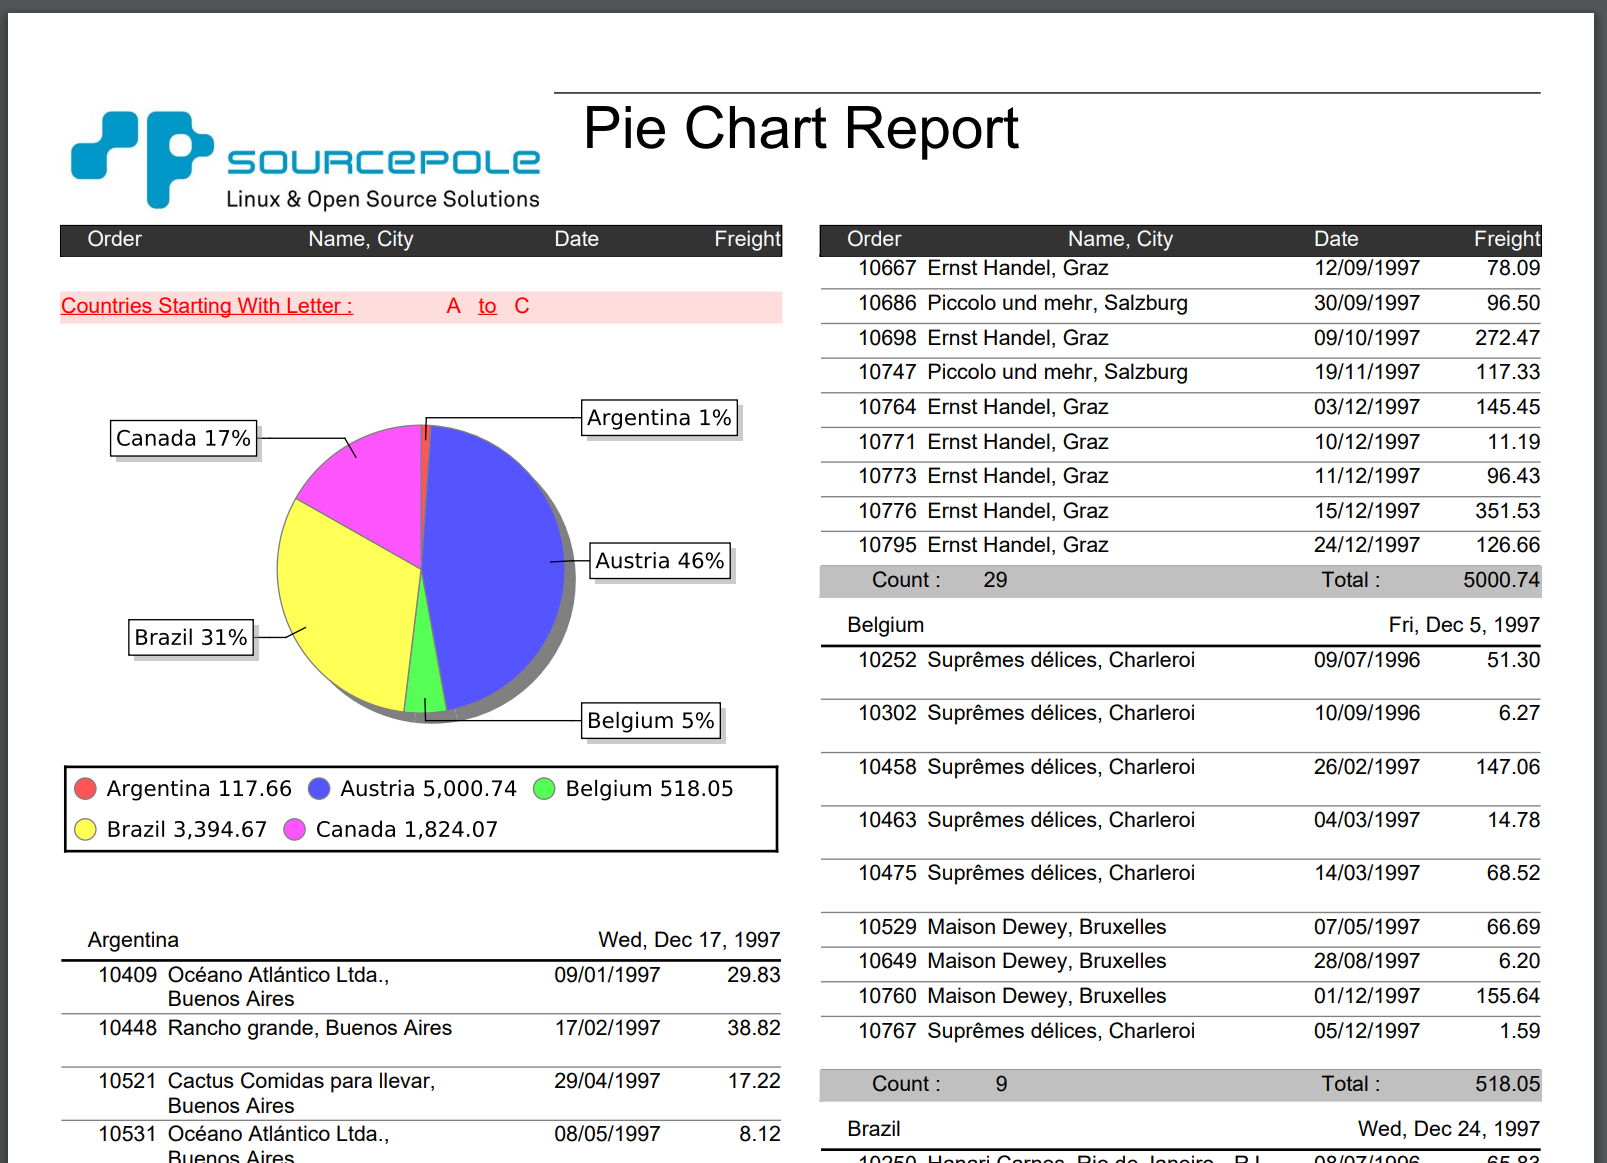 SOURCEPOLE
Linux & Open Source Solutions
Pie Chart Report
Order Name, City Date Freight
Countries Starting With Letter : A to C
Argentina 1%
Canada 17%
Austria 46%
Brazil 31%
Belgium 5%
Argentina 117.66 Austria 5,000.74 Belgium 518.05
Brazil 3,394.67 Canada 1,824.07
Argentina Wed, Dec 17, 1997
10409 Océano Atlántico Ltda., 09/01/1997 29.83
Buenos Aires
10448 Rancho grande, Buenos Aires 17/02/1997 38.82
10521 Cactus Comidas para llevar, 29/04/1997 17.22
Buenos Aires
10531 Océano Atlántico Ltda., 08/05/1997 8.12
Buenos Aires
Order Name, City Date Freight
10667 Ernst Handel, Graz 12/09/1997 78.09
10686 Piccolo und mehr, Salzburg 30/09/1997 96.50
10698 Ernst Handel, Graz 09/10/1997 272.47
10747 Piccolo und mehr, Salzburg 19/11/1997 117.33
10764 Ernst Handel, Graz 03/12/1997 145.45
10771 Ernst Handel, Graz 10/12/1997 11.19
10773 Ernst Handel, Graz 11/12/1997 96.43
10776 Ernst Handel, Graz 15/12/1997 351.53
10795 Ernst Handel, Graz 24/12/1997 126.66
Count : 29 Total : 5000.74
Belgium Fri, Dec 5, 1997
10252 Suprêmes délices, Charleroi 09/07/1996 51.30
10302 Suprêmes délices, Charleroi 10/09/1996 6.27
10458 Suprêmes délices, Charleroi 26/02/1997 147.06
10463 Suprêmes délices, Charleroi 04/03/1997 14.78
10475 Suprêmes délices, Charleroi 14/03/1997 68.52
10529 Maison Dewey, Bruxelles 07/05/1997 66.69
10649 Maison Dewey, Bruxelles 28/08/1997 6.20
10760 Maison Dewey, Bruxelles 01/12/1997 155.64
10767 Suprêmes délices, Charleroi 05/12/1997 1.59
Count : 9 Total : 518.05
Brazil Wed, Dec 24, 1997
10250 Hanari Carnes, Rio de Janeiro - RJ 08/07/1996 65.83